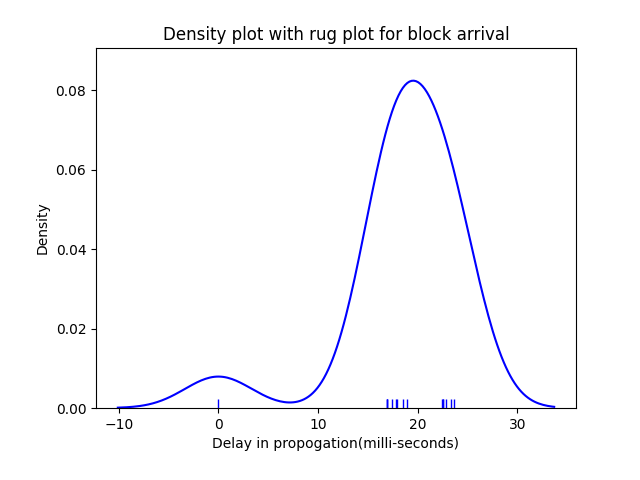 Density plot with rug plot for block arrival
0.08
0.06
0.04
0.02
0.00
Density
−10 0 10 20 30
Delay in propogation(milli-seconds)